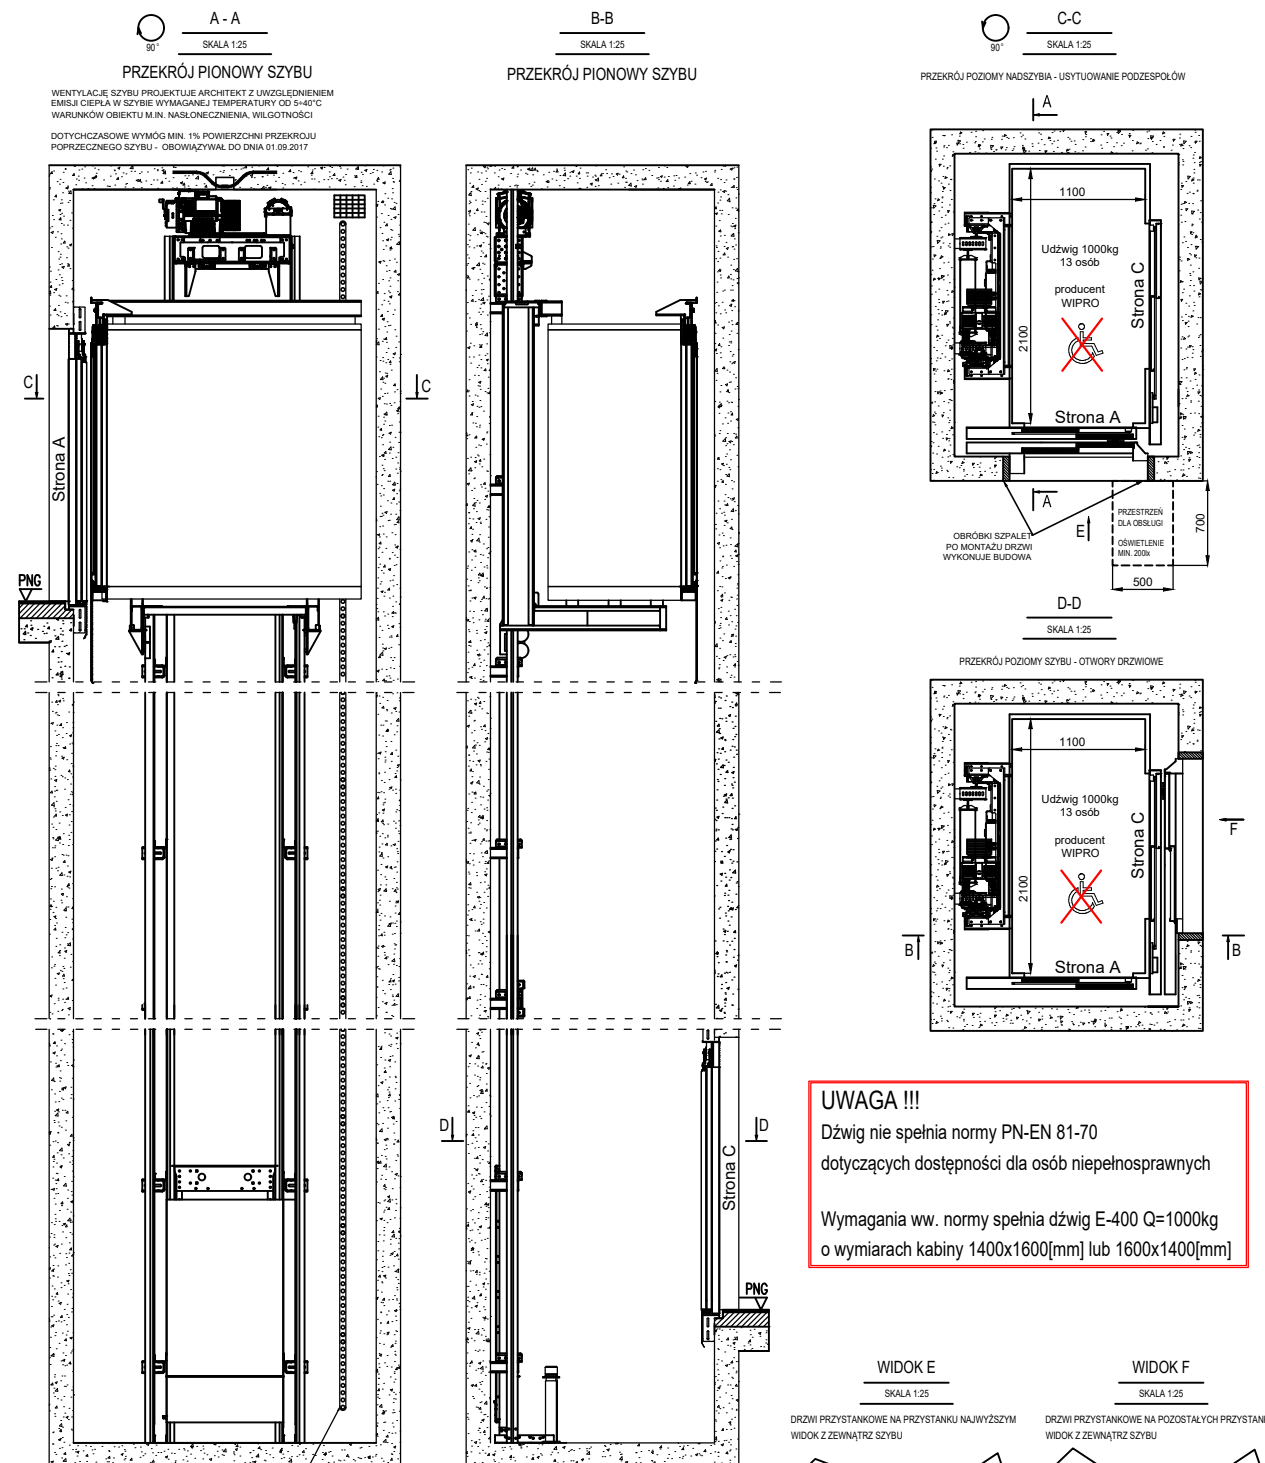 A - A
90°
SKALA 1:25
PRZEKRÓJ PIONOWY SZYBU
WENTYLACJĘ SZYBU PROJEKTUJE ARCHITEKT Z UWZGLĘDNIENIEM
EMISJI CIEPŁA W SZYBIE WYMAGANEJ TEMPERATURY OD 5÷40°C
WARUNKÓW OBIEKTU M.IN. NASŁONECZNIENIA, WILGOTNOŚCI
DOTYCHCZASOWE WYMÓG MIN. 1% POWIERZCHNI PRZEKROJU
POPRZECZNEGO SZYBU - OBOWIĄZYWAŁ DO DNIA 01.09.2017
C
C
Strona A
PNG
B-B
SKALA 1:25
PRZEKRÓJ PIONOWY SZYBU
D
D
Strona C
PNG
C-C
90°
SKALA 1:25
PRZEKRÓJ POZIOMY NADSZYBIA - USYTUOWANIE PODZESPOŁÓW
A
1100
Udźwig 1000kg
13 osób
producent
WIPRO
2100
Strona C
Strona A
A
E
OBRÓBKI SZPALET
PO MONTAŻU DRZWI
WYKONUJE BUDOWA
PRZESTRZEŃ
DLA OBSŁUGI
OŚWIETLENIE
MIN. 200lx
700
500
D-D
SKALA 1:25
PRZEKRÓJ POZIOMY SZYBU - OTWORY DRZWIOWE
1100
Udźwig 1000kg
13 osób
producent
WIPRO
2100
Strona C
Strona A
F
B
B
UWAGA !!!
Dźwig nie spełnia normy PN-EN 81-70
dotyczących dostępności dla osób niepełnosprawnych
Wymagania ww. normy spełnia dźwig E-400 Q=1000kg
o wymiarach kabiny 1400x1600[mm] lub 1600x1400[mm]
WIDOK E
SKALA 1:25
DRZWI PRZYSTANKOWE NA PRZYSTANKU NAJWYŻSZYM
WIDOK Z ZEWNĄTRZ SZYBU
WIDOK F
SKALA 1:25
DRZWI PRZYSTANKOWE NA POZOSTAŁYCH PRZYSTANI
WIDOK Z ZEWNĄTRZ SZYBU